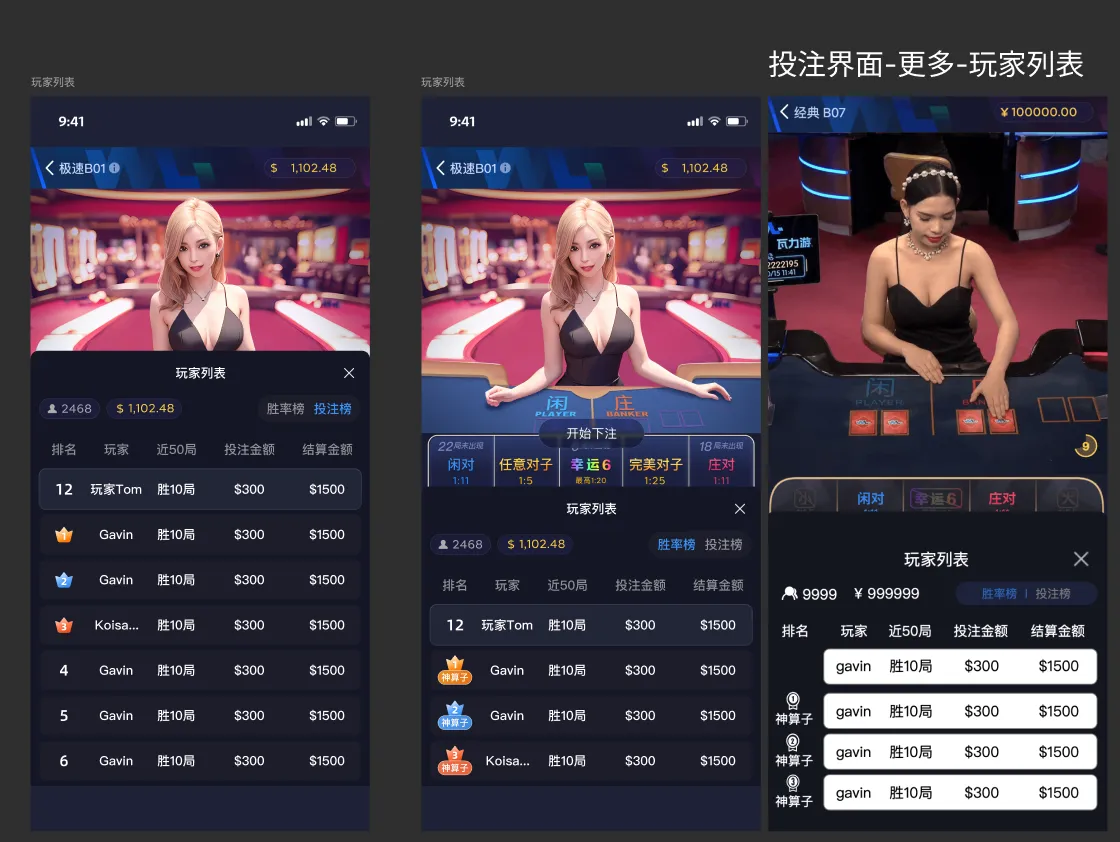 投注界面-更多-玩家列表
玩家列表
9:41
极速B01
$ 1,102.48
玩家列表
2468
$ 1,102.48
胜率榜 投注榜
排名 玩家 近50局 投注金额 结算金额
12 玩家Tom 胜10局 $300 $1500
1 Gavin 胜10局 $300 $1500
2 Gavin 胜10局 $300 $1500
3 Koisa... 胜10局 $300 $1500
4 Gavin 胜10局 $300 $1500
5 Gavin 胜10局 $300 $1500
6 Gavin 胜10局 $300 $1500
玩家列表
9:41
极速B01
$ 1,102.48
闲 庄
PLAYER BANKER
开始下注
22局未出现 18局未出现
闲对 任意对子 幸运6 完美对子 庄对
1:11 1:5 最高1:20 1:25 1:11
玩家列表
2468
$ 1,102.48
胜率榜 投注榜
排名 玩家 近50局 投注金额 结算金额
12 玩家Tom 胜10局 $300 $1500
1 神算子 Gavin 胜10局 $300 $1500
2 神算子 Gavin 胜10局 $300 $1500
3 神算子 Koisa... 胜10局 $300 $1500
经典 B07
¥100000.00
瓦力游
2222195
/15 11:41
闲
PLAYER
9
小 闲对 幸运6 庄对 大
玩家列表
9999 ¥ 999999
胜率榜 | 投注榜
排名 玩家 近50局 投注金额 结算金额
gavin 胜10局 $300 $1500
1 神算子 gavin 胜10局 $300 $1500
2 神算子 gavin 胜10局 $300 $1500
3 神算子 gavin 胜10局 $300 $1500